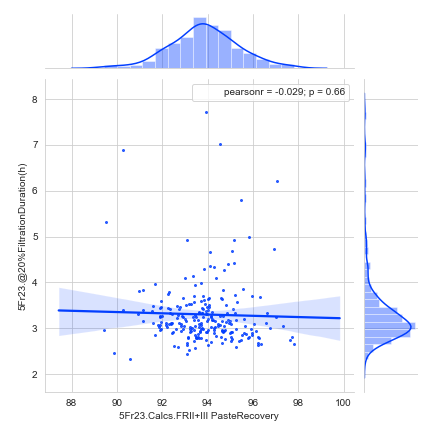 pearsonr = -0.029; p = 0.66
8
7
6
5
4
3
2
5Fr23.@20%FiltrationDuration(h)
88 90 92 94 96 98 100
5Fr23.Calcs.FRII+III PasteRecovery